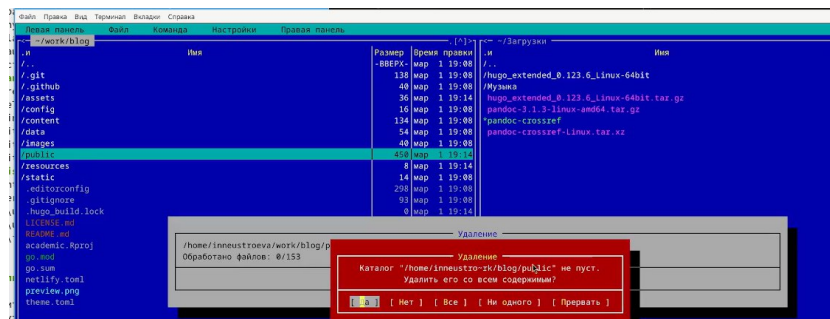 Файл Правка Вид Терминал Вкладки Справка
Левая панель Файл Команда Настройки Правая панель
~/work/blog .[^]> <— ~/Загрузки
.и Имя Размер Время правки .и Имя
/.. -ВВЕРХ- мар 1 19:08 /..
/.git 138 мар 1 19:08 /hugo_extended_0.123.6_Linux-64bit
/.github 40 мар 1 19:08 /Музыка
/assets 36 мар 1 19:14 hugo_extended_0.123.6_Linux-64bit.tar.gz
/config 16 мар 1 19:08 pandoc-3.1.3-linux-amd64.tar.gz
/content 134 мар 1 19:08 *pandoc-crossref
/data 54 мар 1 19:08 pandoc-crossref-Linux.tar.xz
/images 40 мар 1 19:08
/public 450 мар 1 19:14
/resources 8 мар 1 19:14
/static 14 мар 1 19:08
.editorconfig 298 мар 1 19:08
.gitignore 93 мар 1 19:08
.hugo_build.lock 0 мар 1 19:14
LICENSE.md
README.md Удаление
academic.Rproj /home/inneustroeva/work/blog/p
go.mod Обработано файлов: 0/153 Удаление
go.sum Каталог "/home/inneustro~rk/blog/public" не пуст.
netlify.toml Удалить его со всем содержимым?
preview.png
theme.toml [ Да ] [ Нет ] [ Все ] [ Ни одного ] [ Прервать ]